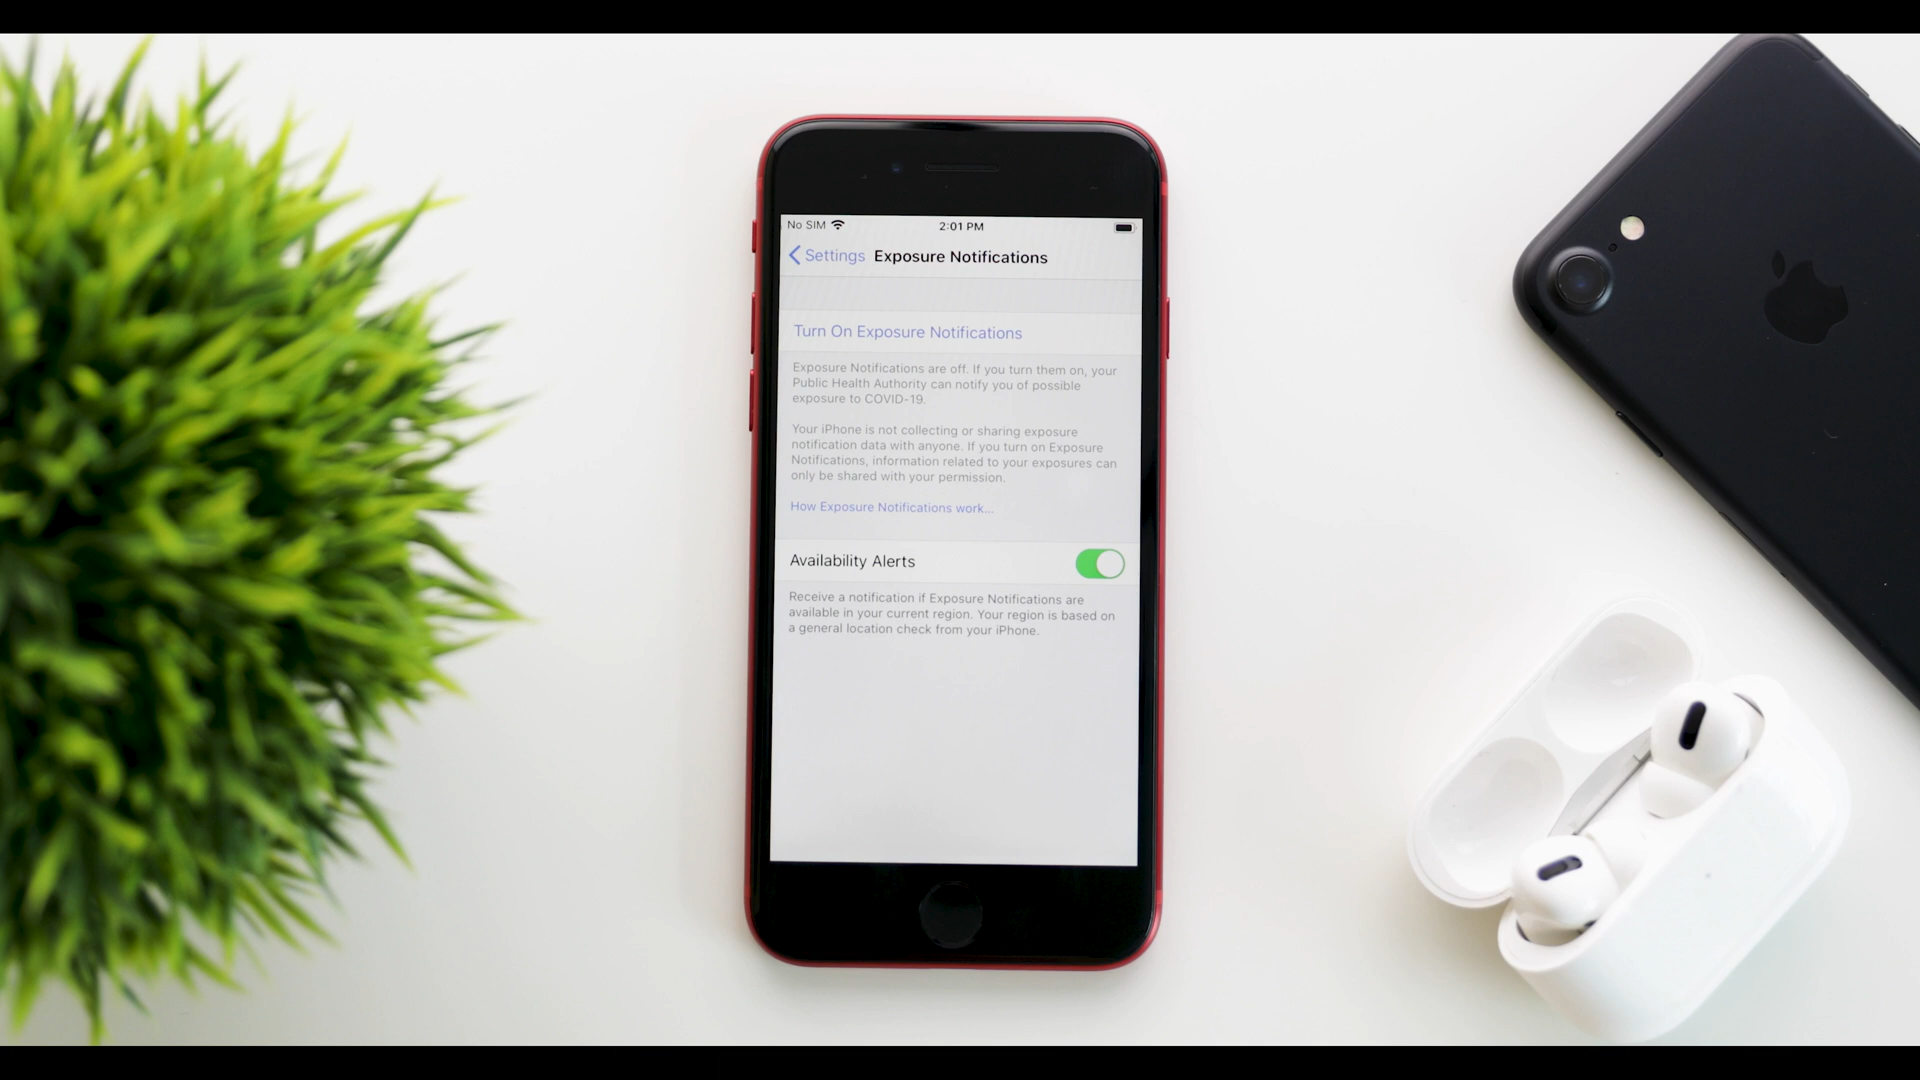 No SIM
2:01 PM
Settings
Exposure Notifications
Turn On Exposure Notifications
Exposure Notifications are off. If you turn them on, your
Public Health Authority can notify you of possible
exposure to COVID-19.
Your iPhone is not collecting or sharing exposure
notification data with anyone. If you turn on Exposure
Notifications, information related to your exposures can
only be shared with your permission.
How Exposure Notifications work...
Availability Alerts
Receive a notification if Exposure Notifications are
available in your current region. Your region is based on
a general location check from your iPhone.